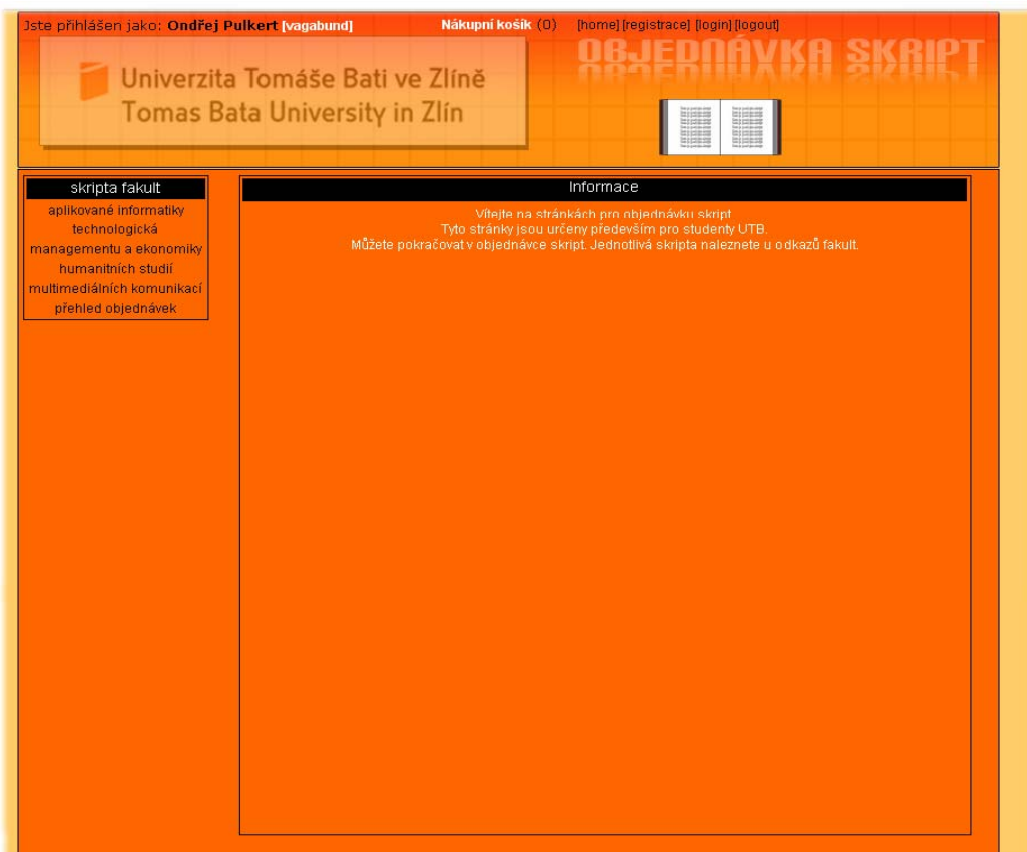 Jste přihlášen jako: Ondřej Pulkert [vagabund] Nákupní košík (0) [home] [registrace] [login] [logout]
OBJEDNÁVKA SKRIPT
Univerzita Tomáše Bati ve Zlíně
Tomas Bata University in Zlín
skripta fakult
aplikované informatiky
technologická
managementu a ekonomiky
humanitních studií
multimediálních komunikací
přehled objednávek
Informace
Vítejte na stránkách pro objednávku skript
Tyto stránky jsou určeny především pro studenty UTB.
Můžete pokračovat v objednávce skript. Jednotlivá skripta naleznete u odkazů fakult.